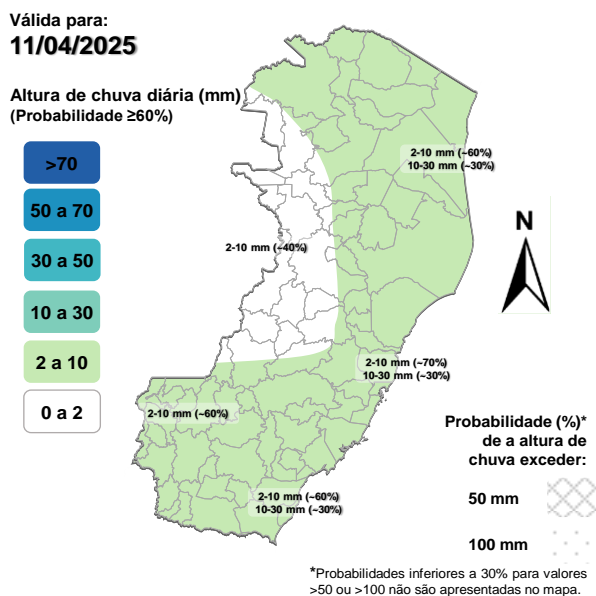 Válida para:
11/04/2025
Altura de chuva diária (mm)
(Probabilidade ≥60%)
>70
50 a 70
30 a 50
10 a 30
2 a 10
0 a 2
2-10 mm (~60%)
10-30 mm (~30%)
2-10 mm (~40%)
2-10 mm (~70%)
10-30 mm (~30%)
2-10 mm (~60%)
2-10 mm (~60%)
10-30 mm (~30%)
N
Probabilidade (%)*
de a altura de
chuva exceder:
50 mm
100 mm
*Probabilidades inferiores a 30% para valores
>50 ou >100 não são apresentadas no mapa.